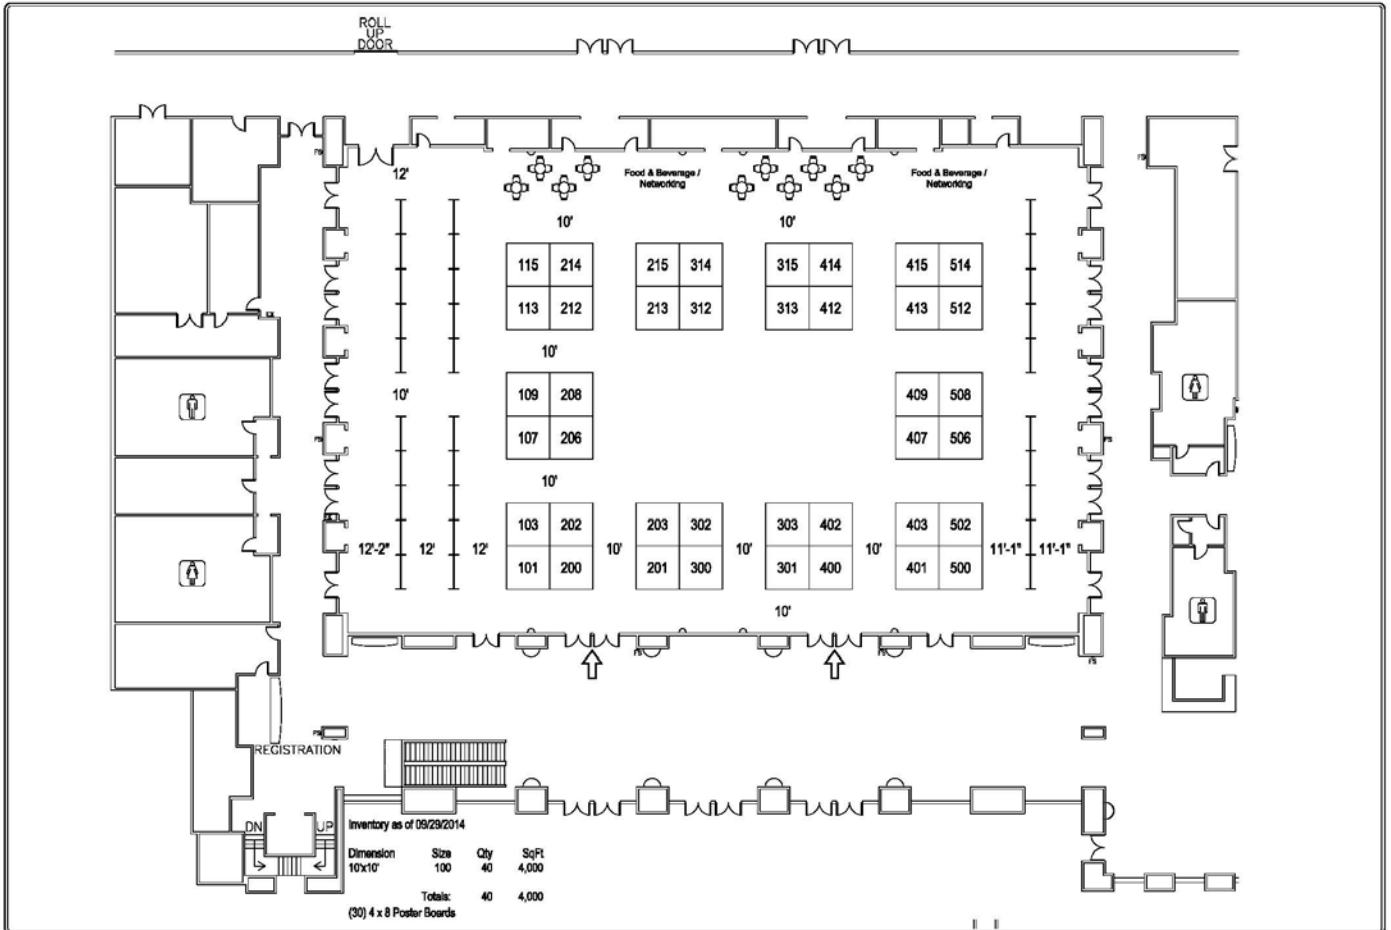 ROLL
UP
DOOR
12'
Food & Beverage /
Networking
Food & Beverage /
Networking
10'
10'
115 214 215 314 315 414 415 514
113 212 213 312 313 412 413 512
10'
10'
109 208 409 508
107 206 407 506
10'
103 202 203 302 303 402 403 502
12'-2" 12' 12' 10' 10' 10' 11'-1" 11'-1"
101 200 201 300 301 400 401 500
10'
REGISTRATION
DN UP
Inventory as of 09/29/2014
Dimension Size Qty SqFt
10'x10' 100 40 4,000
Totals: 40 4,000
(30) 4 x 8 Poster Boards